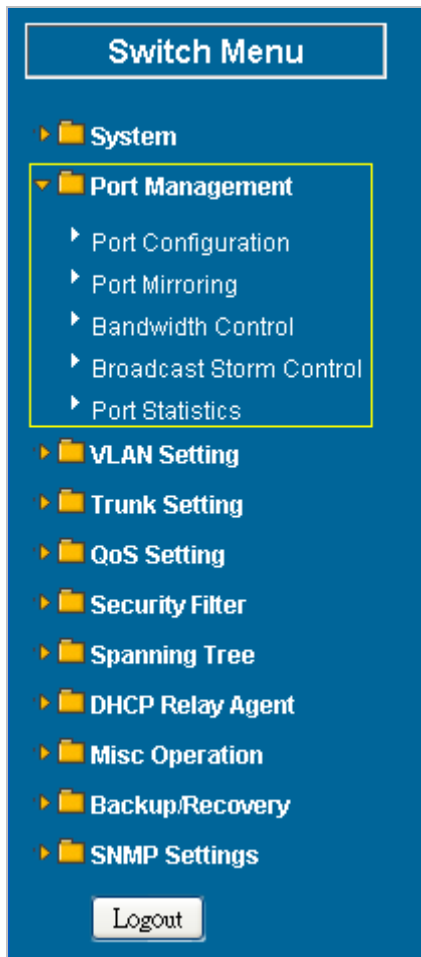 Switch Menu
System
Port Management
Port Configuration
Port Mirroring
Bandwidth Control
Broadcast Storm Control
Port Statistics
VLAN Setting
Trunk Setting
QoS Setting
Security Filter
Spanning Tree
DHCP Relay Agent
Misc Operation
Backup/Recovery
SNMP Settings
Logout